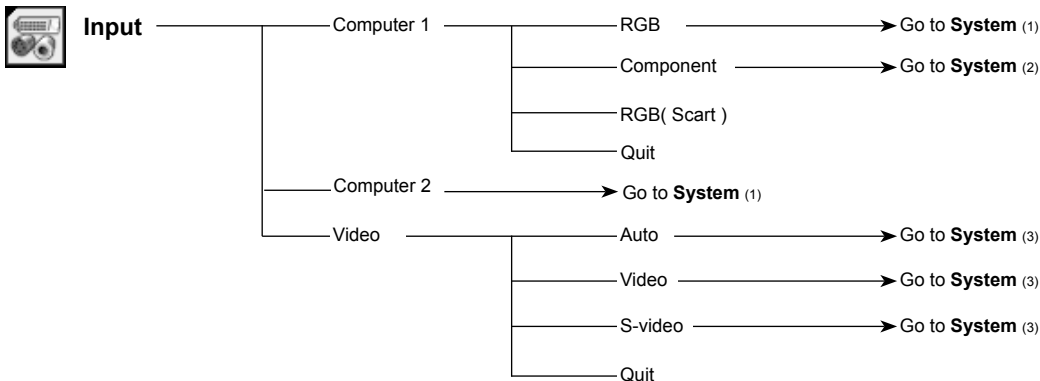 Input Computer 1 RGB Go to System (1)
Component Go to System (2)
RGB( Scart )
Quit
Computer 2 Go to System (1)
Video Auto Go to System (3)
Video Go to System (3)
S-video Go to System (3)
Quit